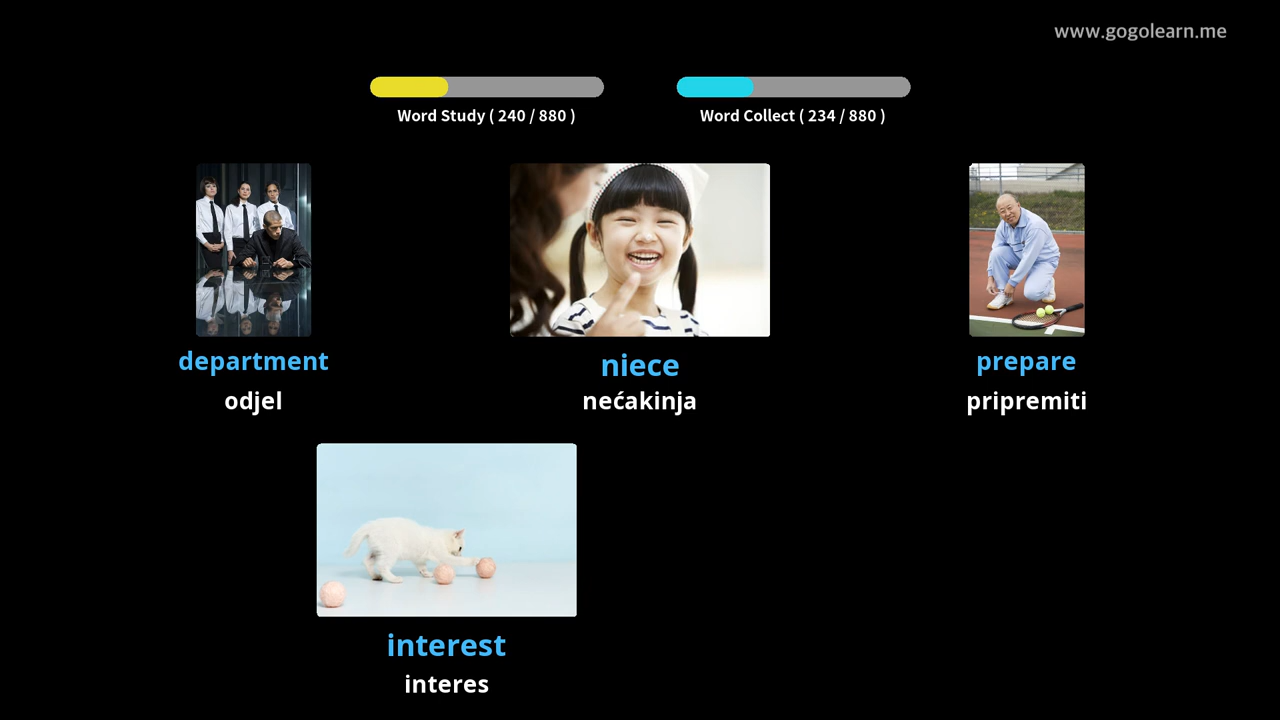 www.gogolearn.me
Word Study ( 240 / 880 )
Word Collect ( 234 / 880 )
department
niece
prepare
odjel
nećakinja
pripremiti
interest
interes